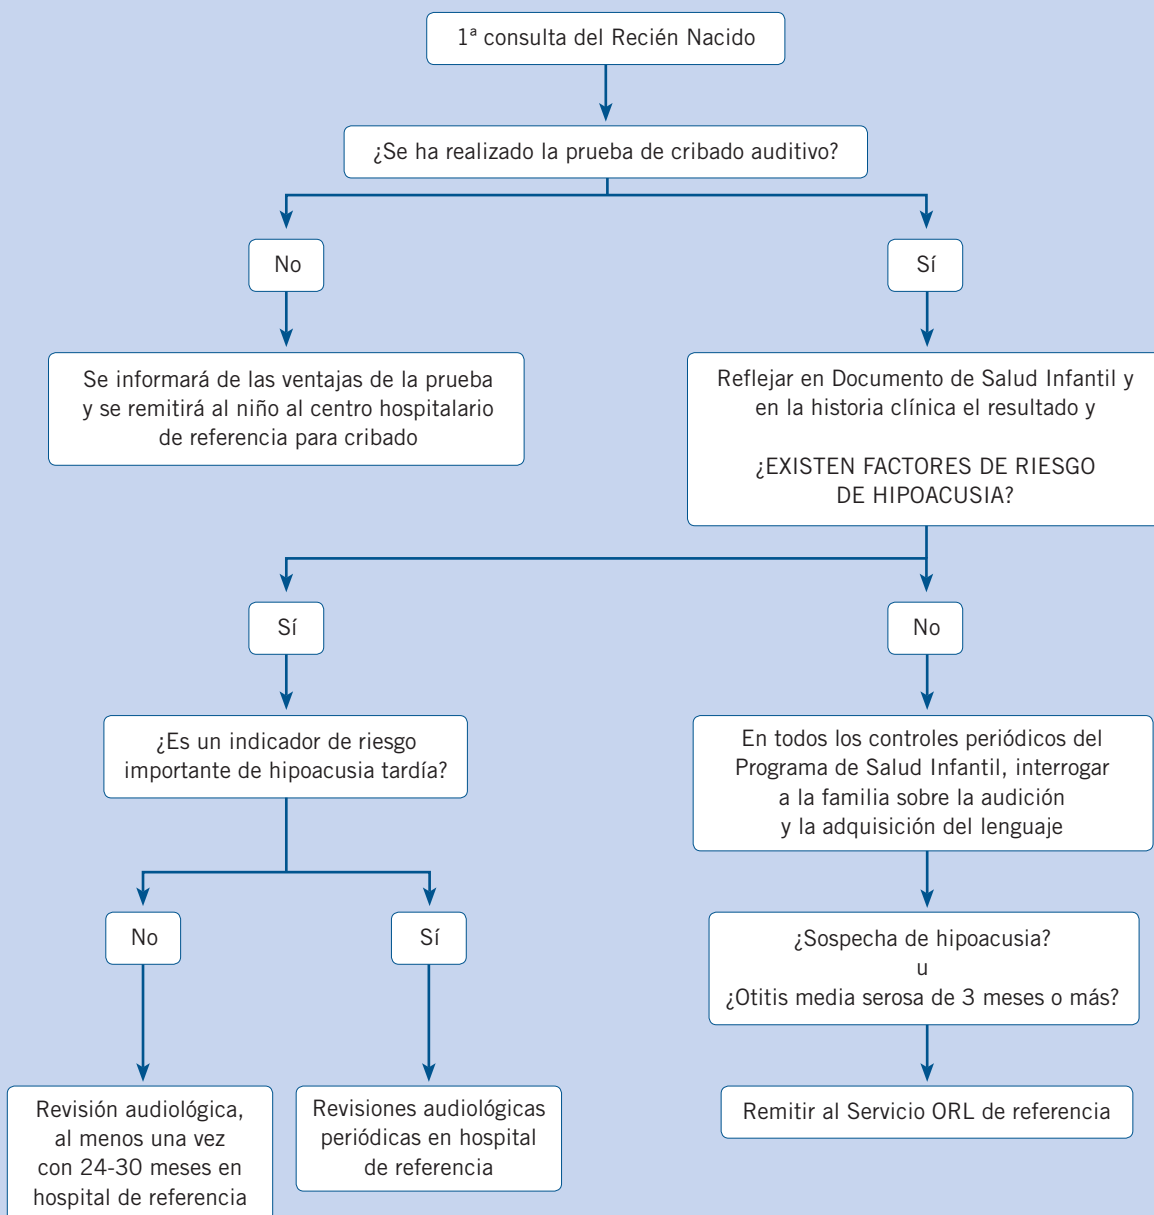 1ª consulta del Recién Nacido
¿Se ha realizado la prueba de cribado auditivo?
No
Sí
Se informará de las ventajas de la prueba
y se remitirá al niño al centro hospitalario
de referencia para cribado
Reflejar en Documento de Salud Infantil y
en la historia clínica el resultado y
¿EXISTEN FACTORES DE RIESGO
DE HIPOACUSIA?
Sí
No
¿Es un indicador de riesgo
importante de hipoacusia tardía?
En todos los controles periódicos del
Programa de Salud Infantil, interrogar
a la familia sobre la audición
y la adquisición del lenguaje
No
Sí
¿Sospecha de hipoacusia?
u
¿Otitis media serosa de 3 meses o más?
Revisión audiológica,
al menos una vez
con 24-30 meses en
hospital de referencia
Revisiones audiológicas
periódicas en hospital
de referencia
Remitir al Servicio ORL de referencia